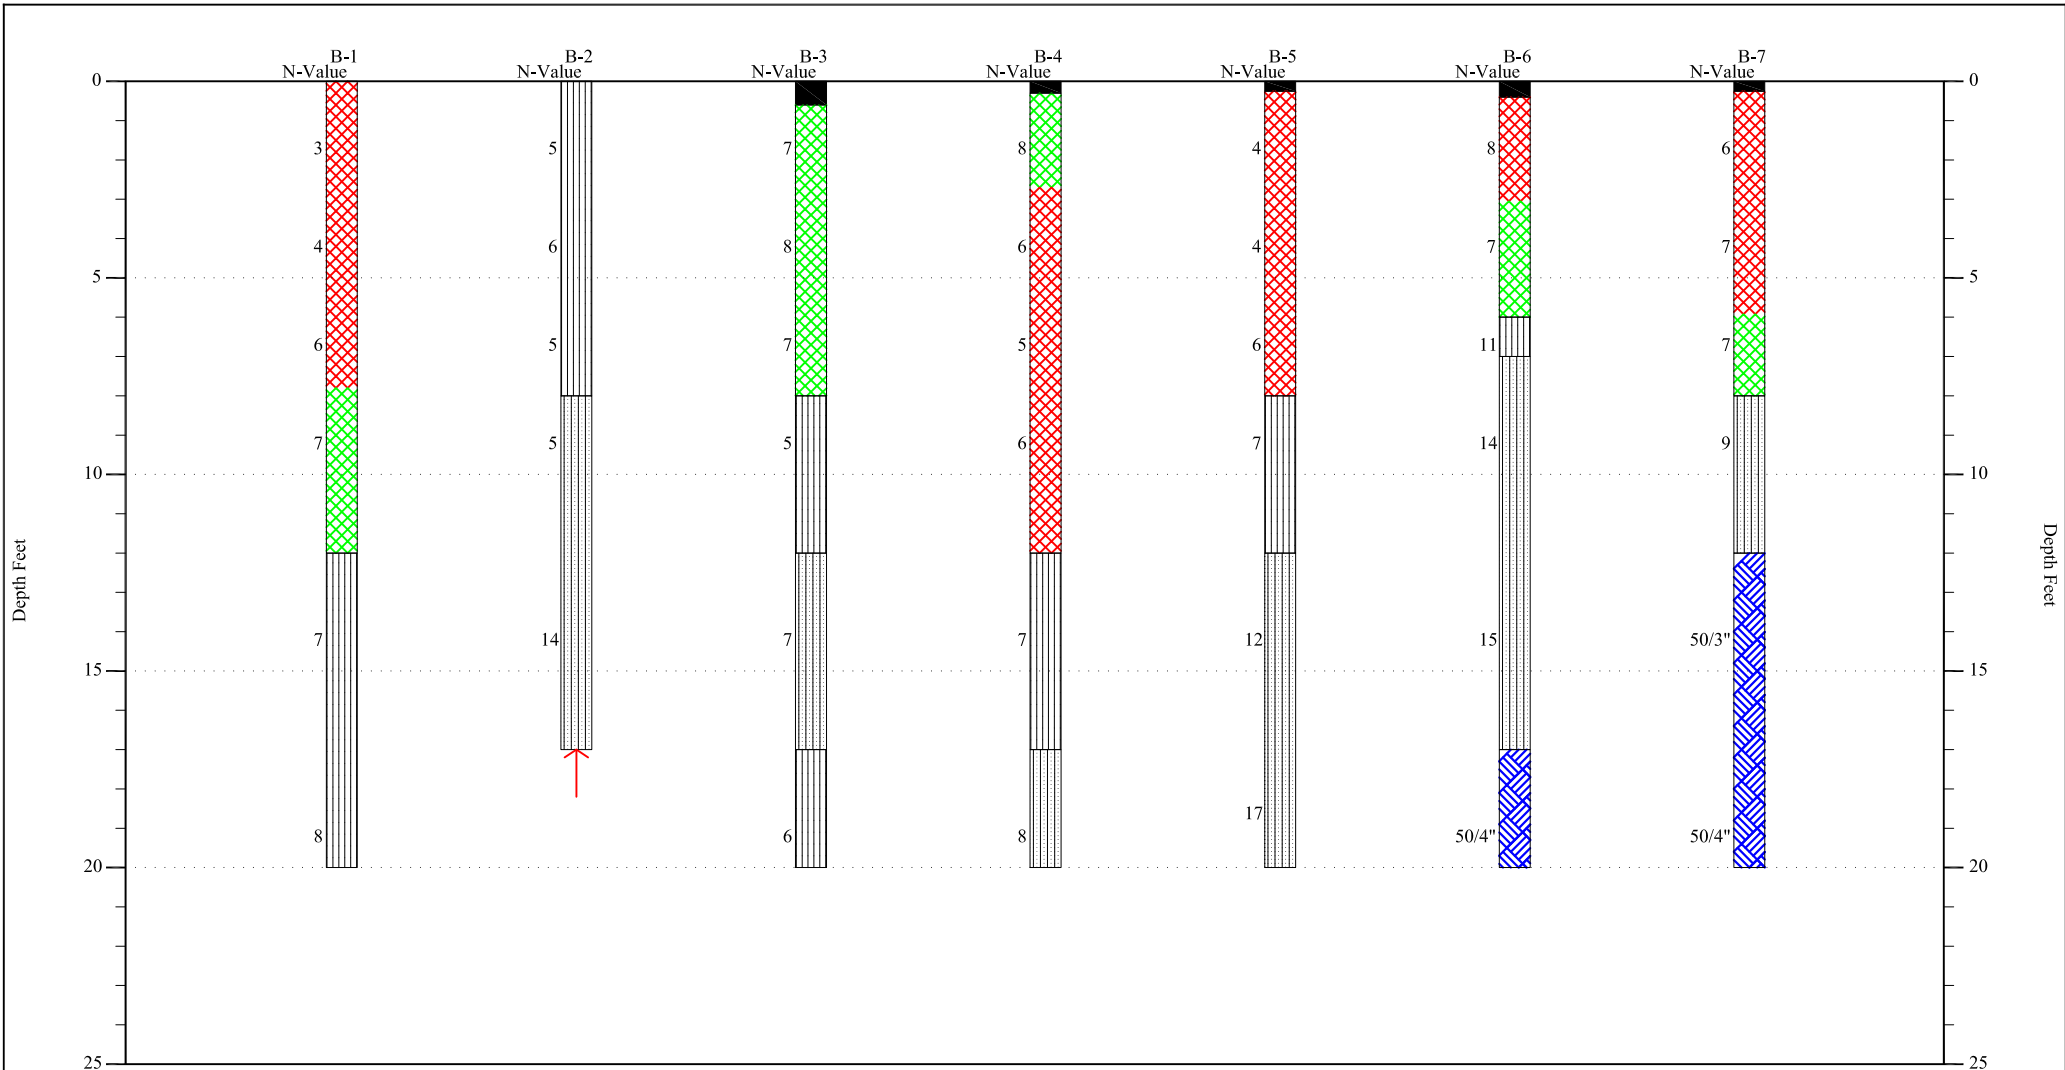 B-1 B-2 B-3 B-4 B-5 B-6 B-7
N-Value N-Value N-Value N-Value N-Value N-Value N-Value
0 0
3 5 7 8 4 8 6
4 6 8 6 4 7 7
5 5
6 5 7 5 6 11 7
7 5 5 6 7 14 9
10 10
Depth Feet Depth Feet
7 14 7 7 12 15 50/3"
15 15
17
8 6 8 50/4" 50/4"
20 20
25 25